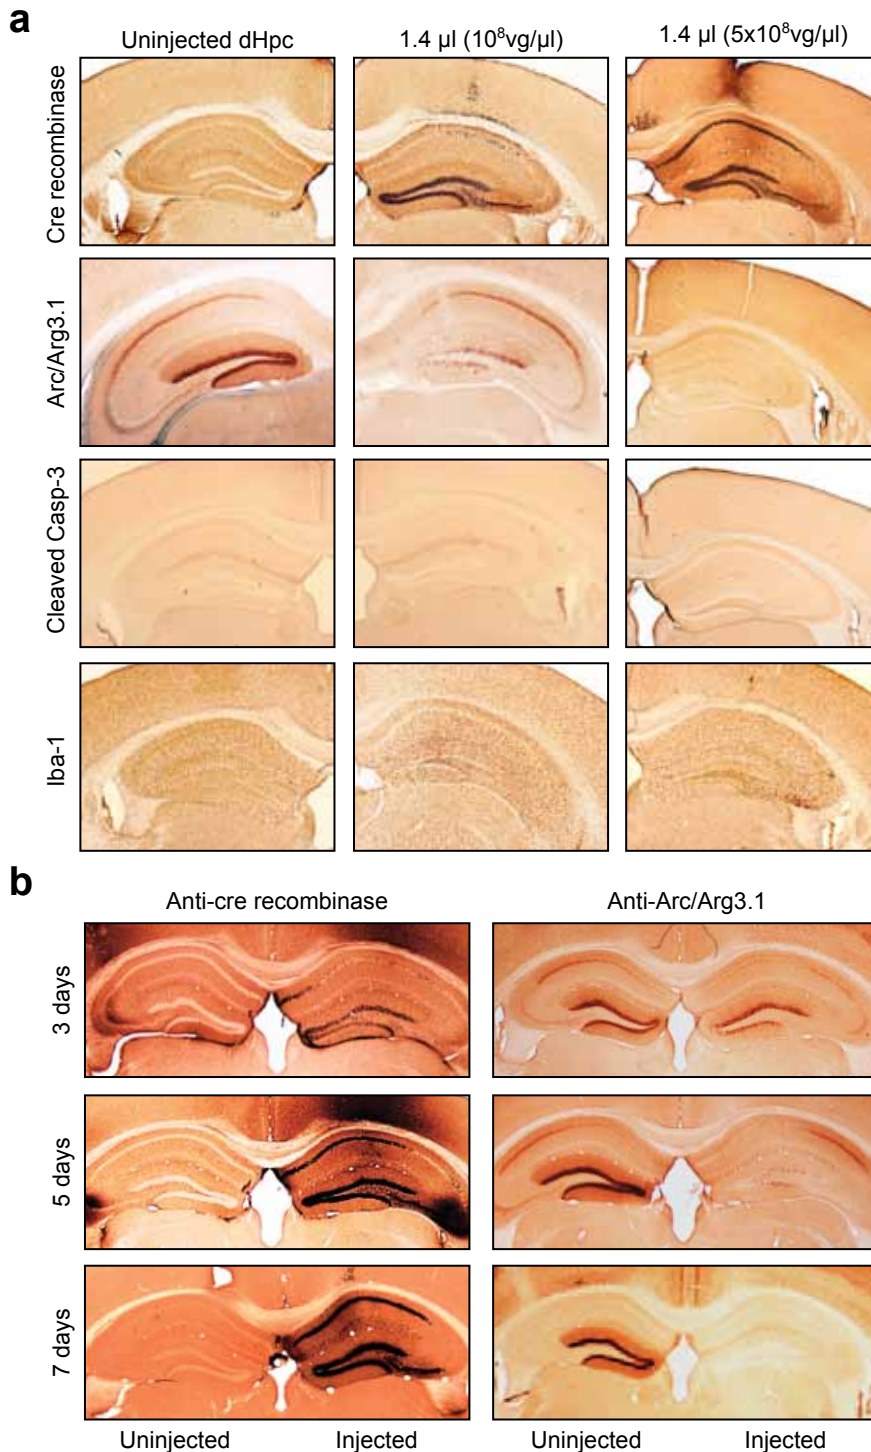 a
Uninjected dHpc
1.4 µl (10⁸vg/µl)
1.4 µl (5x10⁸vg/µl)
Cre recombinase
Arc/Arg3.1
Cleaved Casp-3
Iba-1
b
Anti-cre recombinase
Anti-Arc/Arg3.1
3 days
5 days
7 days
Uninjected
Injected
Uninjected
Injected